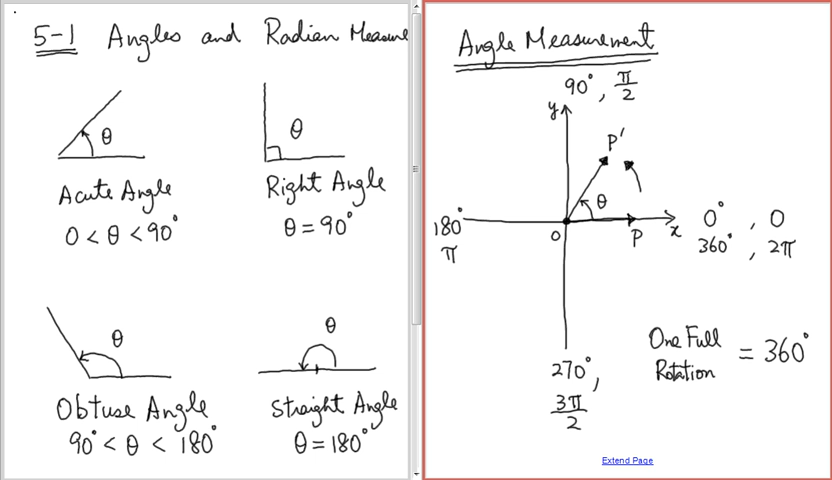 5-1 Angles and Radian Measure
θ
Acute Angle
0 < θ < 90°
θ
Right Angle
θ = 90°
θ
Obtuse Angle
90° < θ < 180°
θ
Straight Angle
θ = 180°
Angle Measurement
90°, π/2
y
P'
θ
180°
π
O
P
x
0°, 0
360°, 2π
270°,
3π/2
One Full
Rotation
= 360°
Extend Page